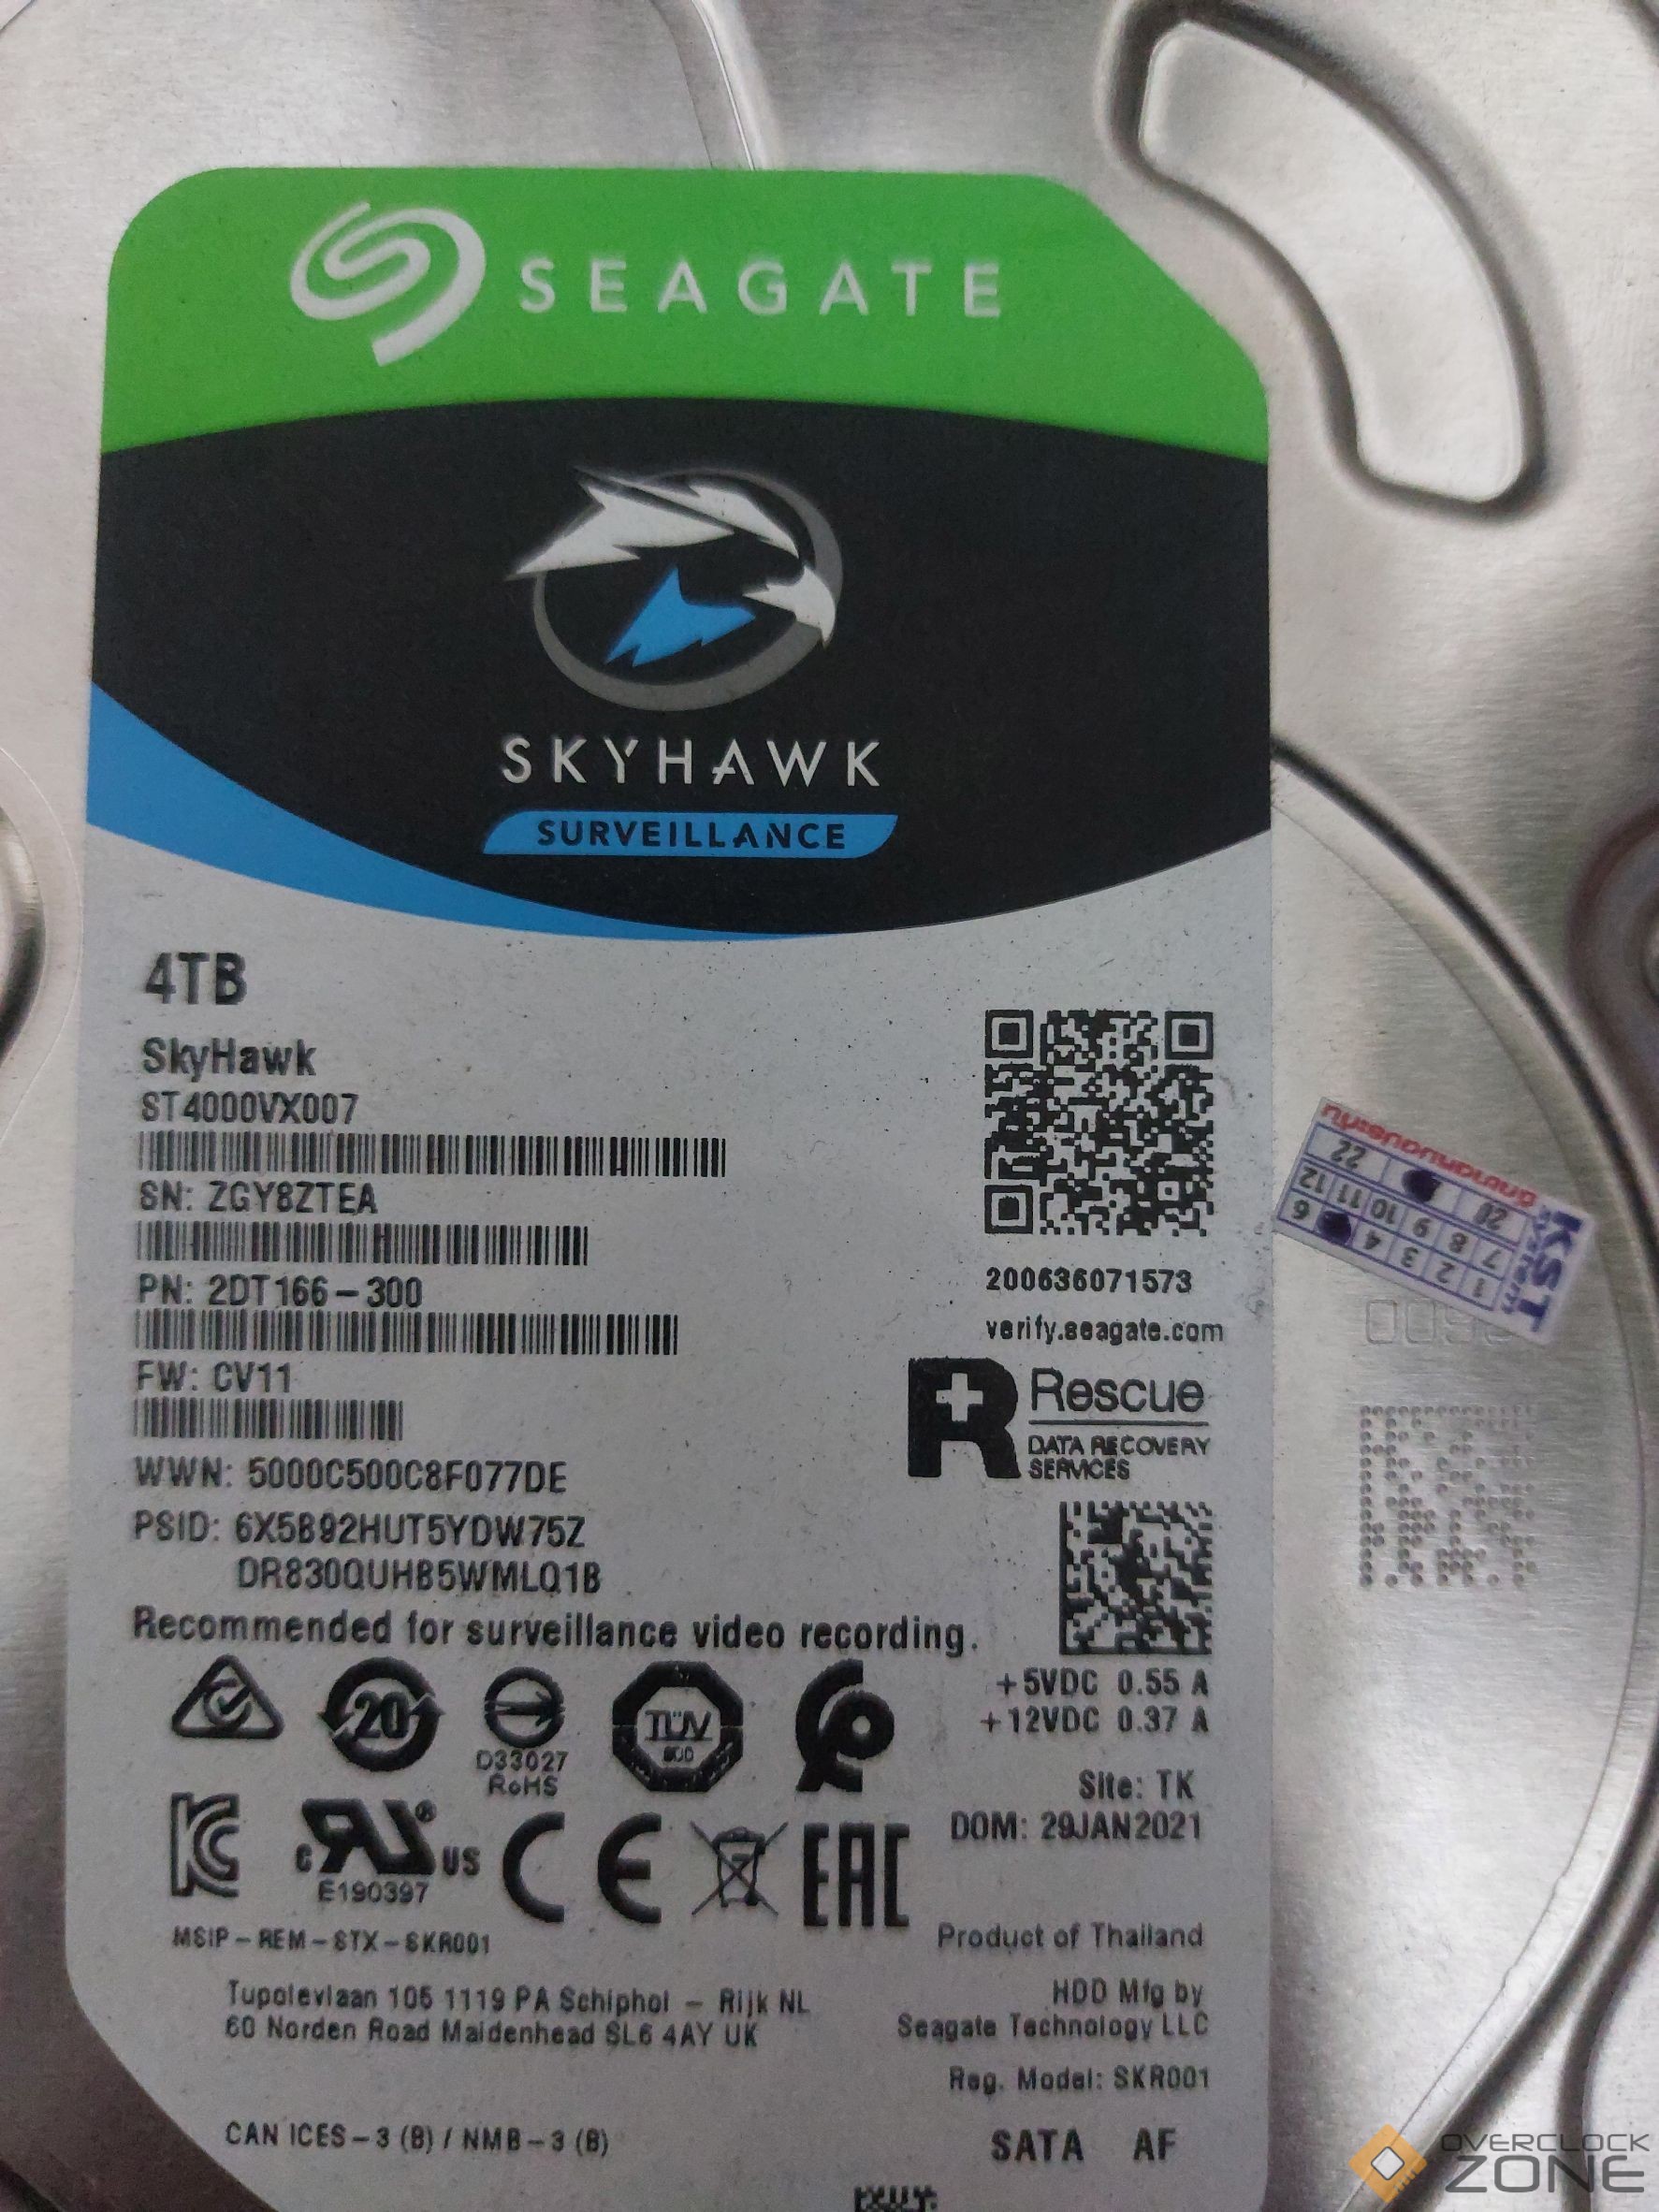 SEAGATE
SKYHAWK
SURVEILLANCE
4TB
SkyHawk
ST4000VX007
SN: ZGY8ZTEA
PN: 2DT166-300
FW: CV11
WWN: 5000C500C8F077DE
PSID: 6X5B92HUT5YDW75Z
DR830QUHB5WMLQ1B
Recommended for surveillance video recording.
200636071573
verify.seagate.com
R Rescue
DATA RECOVERY
SERVICES
+5VDC 0.55 A
+12VDC 0.37 A
Site: TK
DOM: 29JAN2021
20
D33027
RoHS
TÜV
SÜD
c UR ® US
E190397
CE
EAC
MSIP-REM-STX-SKR001
Product of Thailand
Tupolevlaan 105 1119 PA Schiphol - Rijk NL
60 Norden Road Maidenhead SL6 4AY UK
HDD Mfg by
Seagate Technology LLC
Reg. Model: SKR001
CAN ICES-3 (B) / NMB-3 (B)
SATA AF
KST
System
1 2 3 4 6
7 8 9 10 11 12
20 22
OVERCLOCK
ZONE